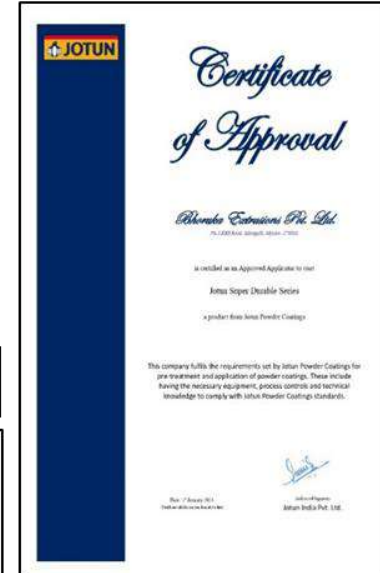 JOTUN
Certificate
of Approval
Bhoruka Extrusions Pvt. Ltd.
is certified as an Approved Applicator to coat
Jotun Super Durable Series
a product from Jotun Powder Coatings
This company fulfils the requirements set by Jotun Powder Coatings for
pre-treatment and application of powder coatings. These include
having the necessary equipment, process controls and technical
knowledge to comply with Jotun Powder Coatings standards.
Jotun India Pvt. Ltd.